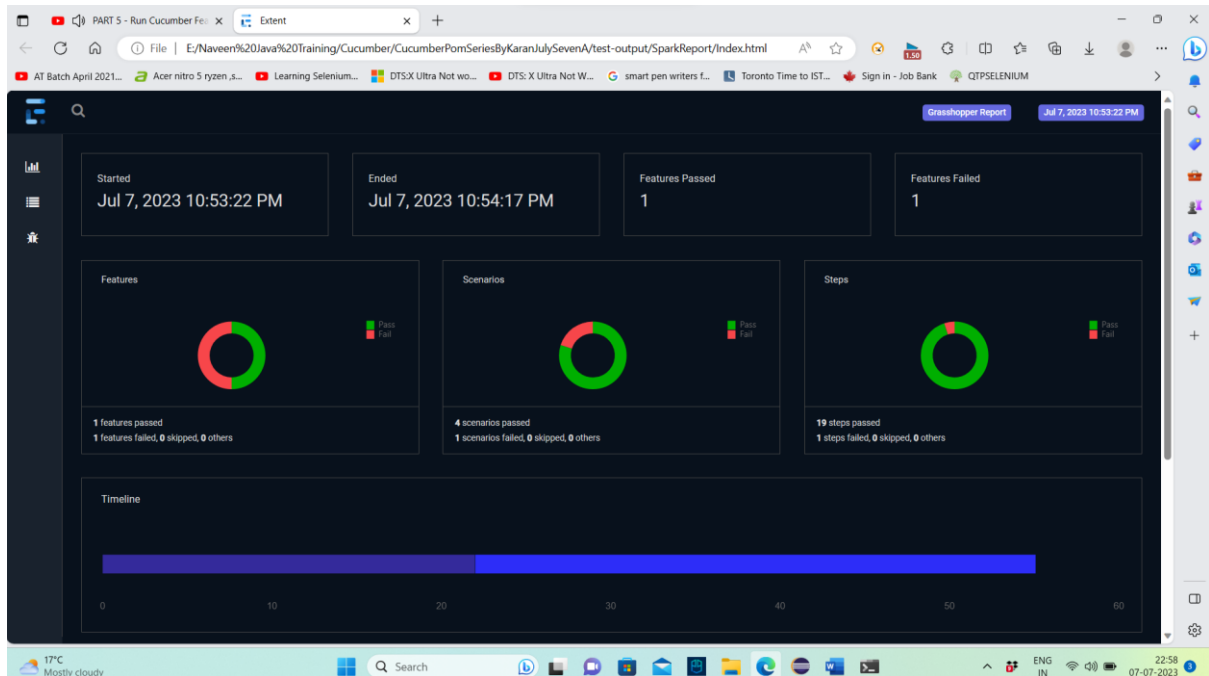 PART 5 - Run Cucumber Fea
Extent
File | E:/Naveen%20Java%20Training/Cucumber/CucumberPomSeriesByKaranJulySevenA/test-output/SparkReport/Index.html
1.50
AT Batch April 2021...
Acer nitro 5 ryzen ,s...
Learning Selenium...
DTS:X Ultra Not wo...
DTS: X Ultra Not W...
smart pen writers f...
Toronto Time to IST...
Sign in - Job Bank
QTPSELENIUM
Grasshopper Report
Jul 7, 2023 10:53:22 PM
Started
Jul 7, 2023 10:53:22 PM
Ended
Jul 7, 2023 10:54:17 PM
Features Passed
1
Features Failed
1
Features
Pass
Fail
1 features passed
1 features failed, 0 skipped, 0 others
Scenarios
Pass
Fail
4 scenarios passed
1 scenarios failed, 0 skipped, 0 others
Steps
Pass
Fail
19 steps passed
1 steps failed, 0 skipped, 0 others
Timeline
0 10 20 30 40 50 60
17°C
Mostly cloudy
Search
ENG
IN
22:58
07-07-2023
3